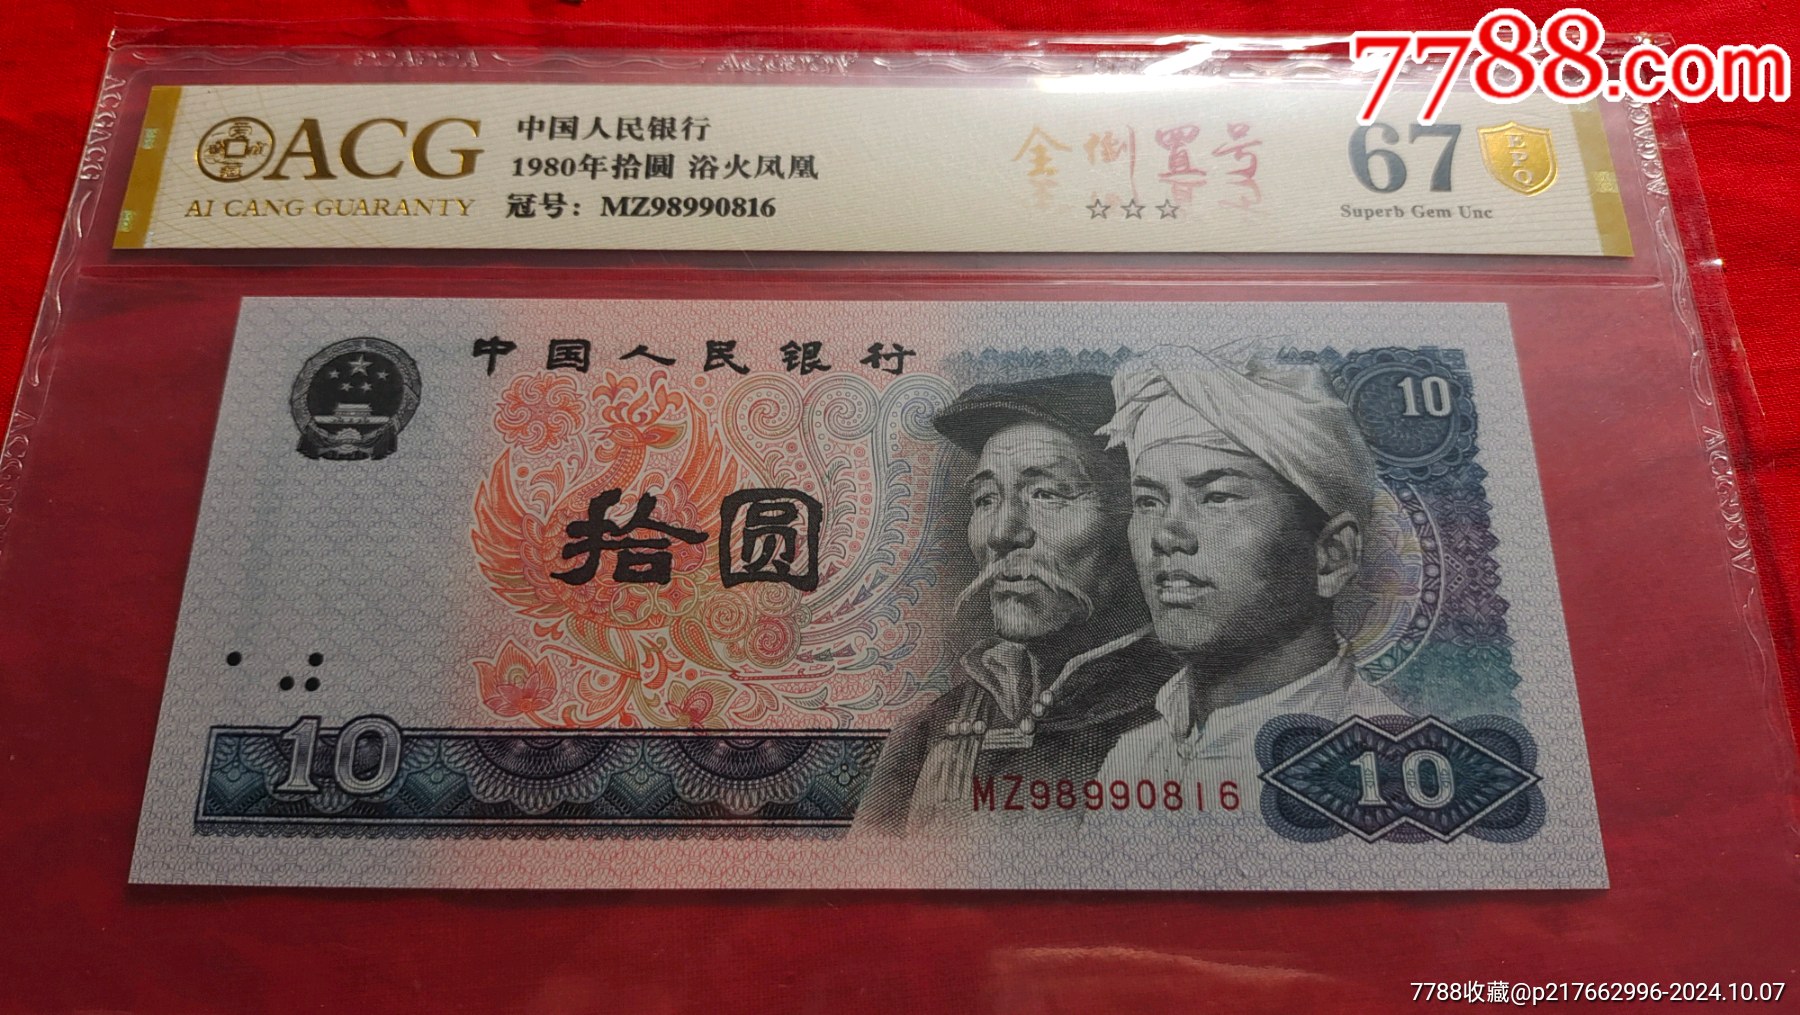 7788.com
ACG
AI CANG GUARANTY
中国人民银行
1980年拾圆 浴火凤凰
冠号：MZ98990816
全倒置号
☆☆☆
67
EPQ
Superb Gem Unc
中国人民银行
10
拾圆
10
MZ98990816
10
7788收藏@p217662996-2024.10.07